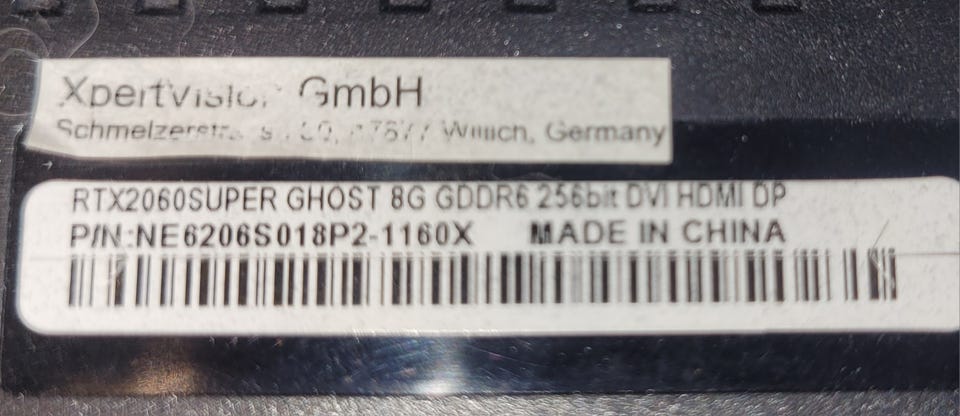 XpertVision GmbH
Willich, Germany
RTX2060SUPER GHOST 8G GDDR6 256bit DVI HDMI DP
P/N:NE6206S018P2-1160X MADE IN CHINA